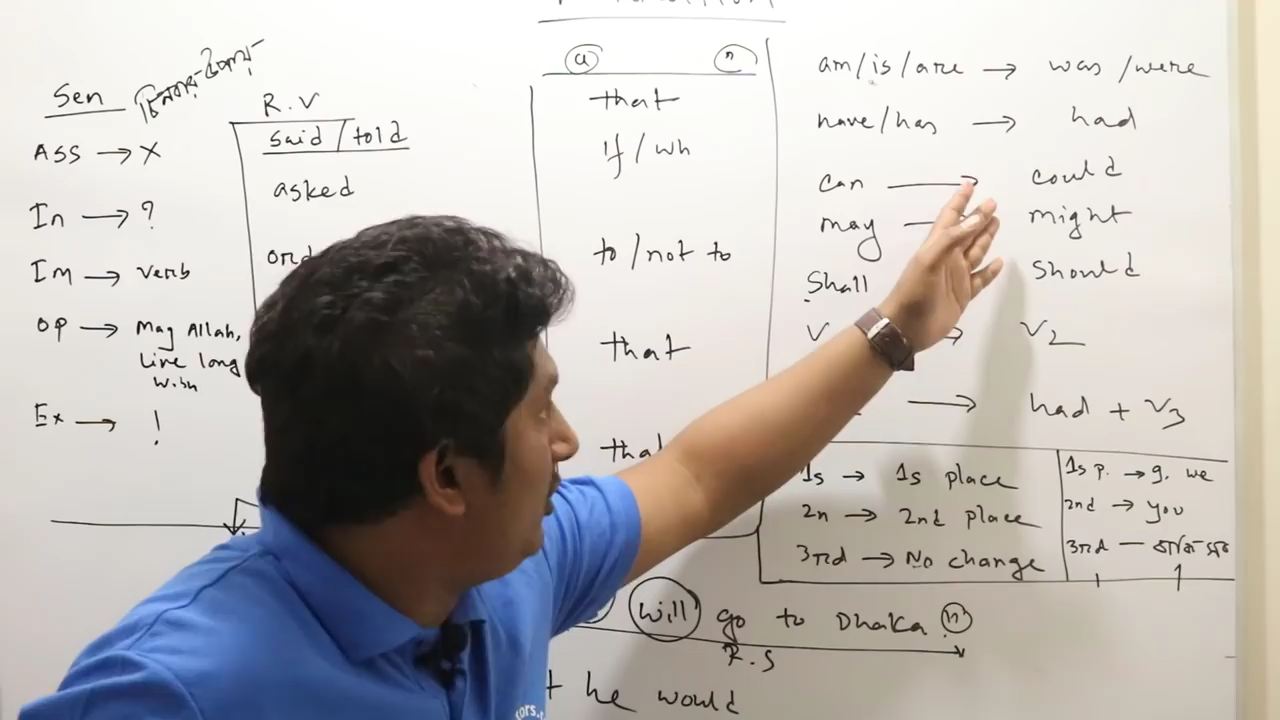 Sen
Ass → X
In → ?
Im → verb
Op → May Allah,
Live long
Wish
Ex → !
R.V
said / told
asked
ord
a n
that
if / wh
to / not to
that
that
am/is/are → was/were
have/has → had
can → could
may → might
Shall should
V → V2
→ had + V3
1s → 1s place
2n → 2nd place
3rd → No change
1s p. → I. we
2nd → you
3rd —
will go to Dhaka n
R.S
he would